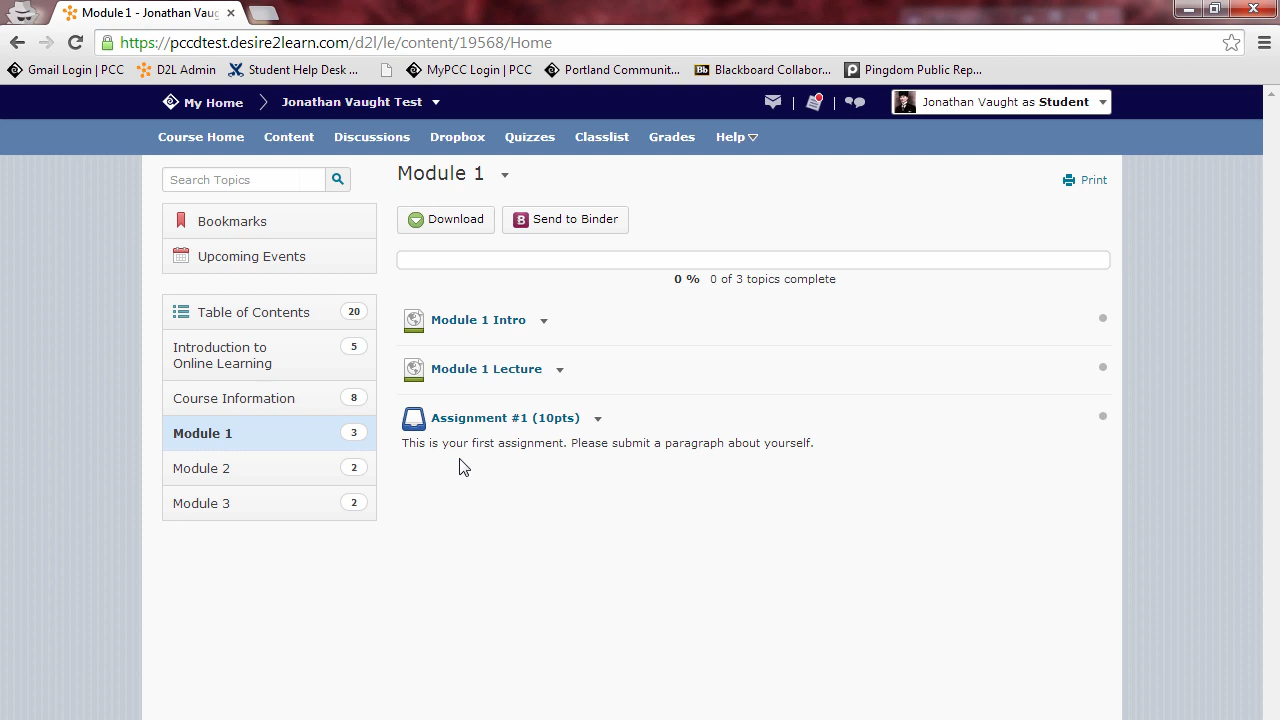 Module 1 - Jonathan Vaug
https://pccdtest.desire2learn.com/d2l/le/content/19568/Home
Gmail Login | PCC D2L Admin Student Help Desk ... MyPCC Login | PCC Portland Communit... Bb Blackboard Collabor... Pingdom Public Rep...
My Home Jonathan Vaught Test Jonathan Vaught as Student
Course Home Content Discussions Dropbox Quizzes Classlist Grades Help
Search Topics
Bookmarks
Upcoming Events
Table of Contents 20
Introduction to Online Learning 5
Course Information 8
Module 1 3
Module 2 2
Module 3 2
Module 1
Print
Download B Send to Binder
0 % 0 of 3 topics complete
Module 1 Intro
Module 1 Lecture
Assignment #1 (10pts)
This is your first assignment. Please submit a paragraph about yourself.